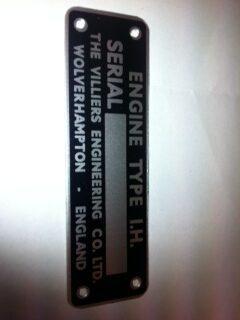 ENGINE TYPE I.H.
SERIAL
THE VILLIERS ENGINEERING CO. LTD.
WOLVERHAMPTON - ENGLAND